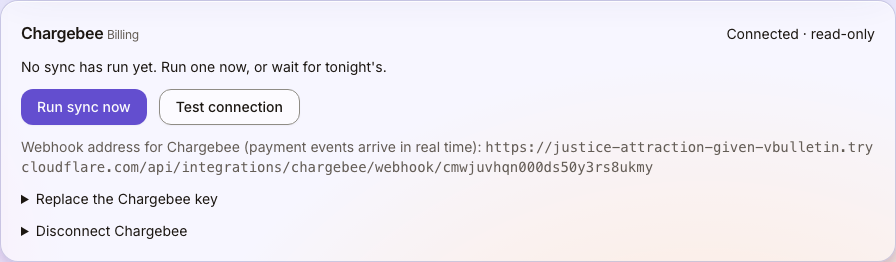 Chargebee Billing
Connected · read-only
No sync has run yet. Run one now, or wait for tonight's.
Run sync now
Test connection
Webhook address for Chargebee (payment events arrive in real time): https://justice-attraction-given-vbulletin.try
cloudflare.com/api/integrations/chargebee/webhook/cmwjuvhqn000ds50y3rs8ukmy
Replace the Chargebee key
Disconnect Chargebee